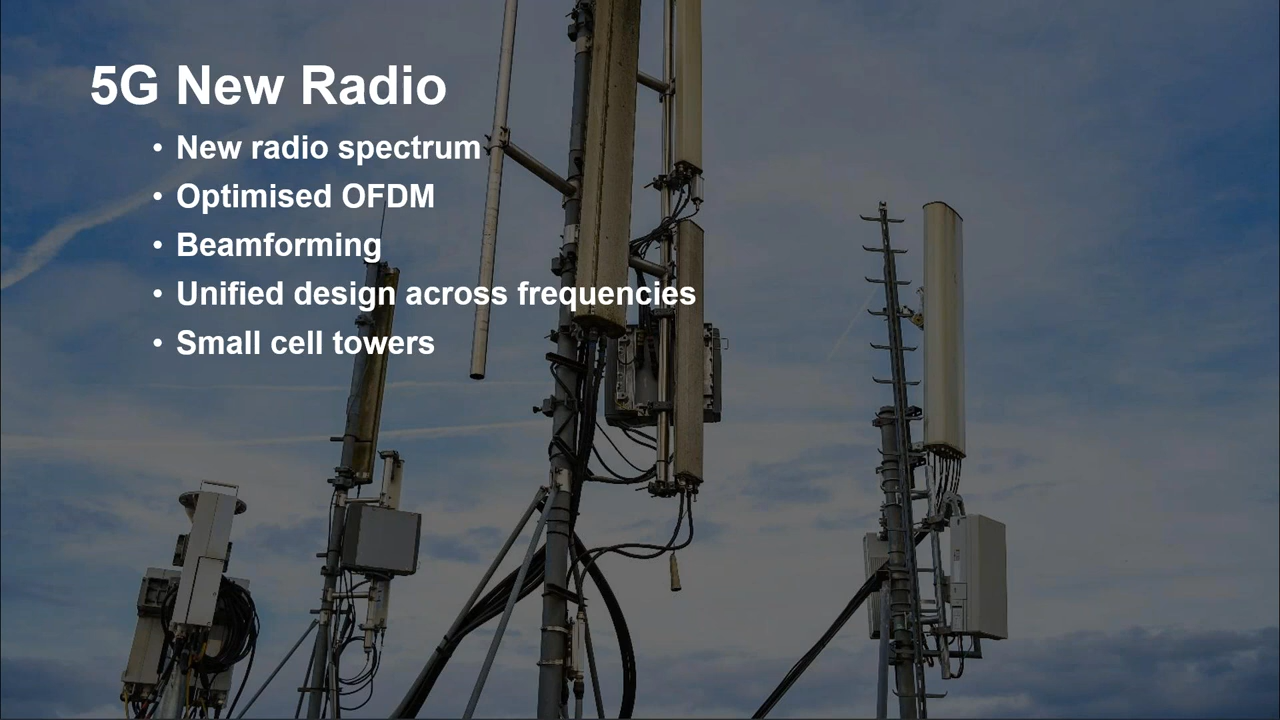 5G New Radio
• New radio spectrum
• Optimised OFDM
• Beamforming
• Unified design across frequencies
• Small cell towers